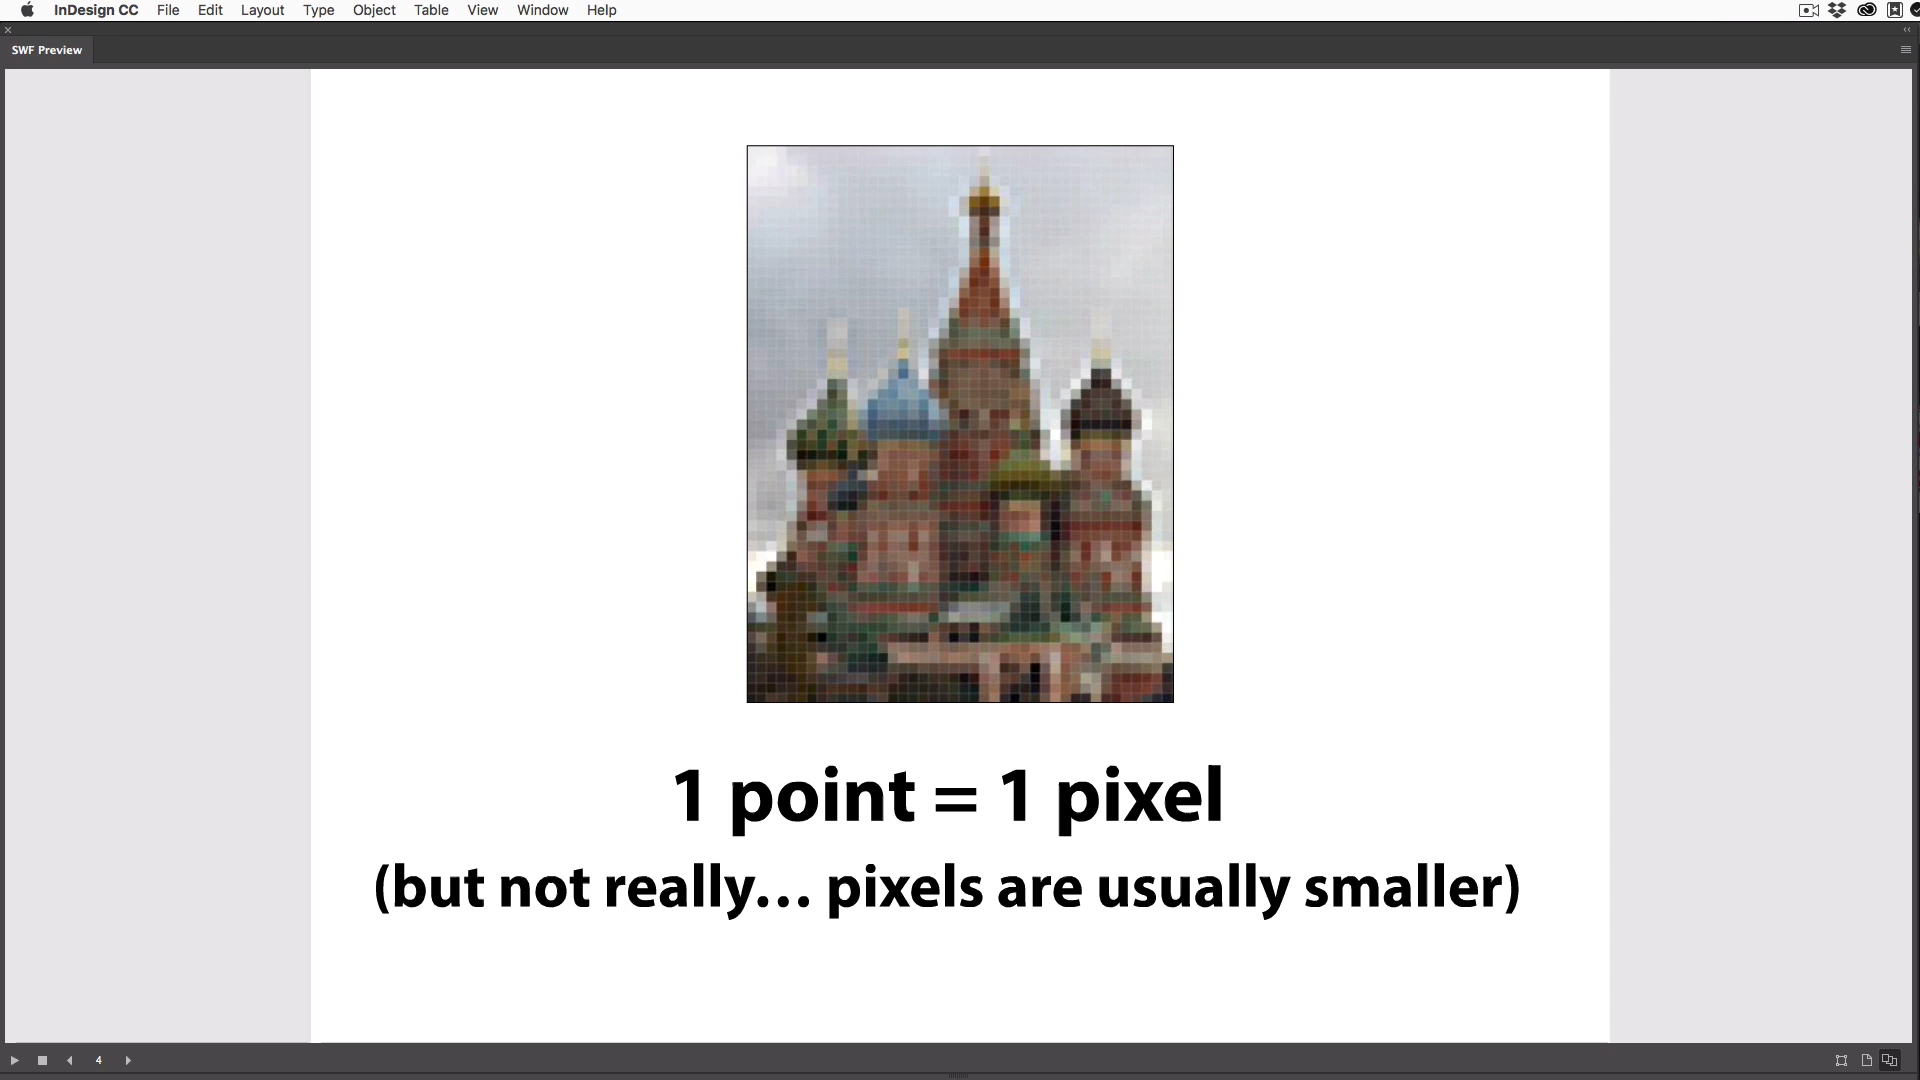 InDesign CC File Edit Layout Type Object Table View Window Help
SWF Preview
1 point = 1 pixel
(but not really… pixels are usually smaller)
4